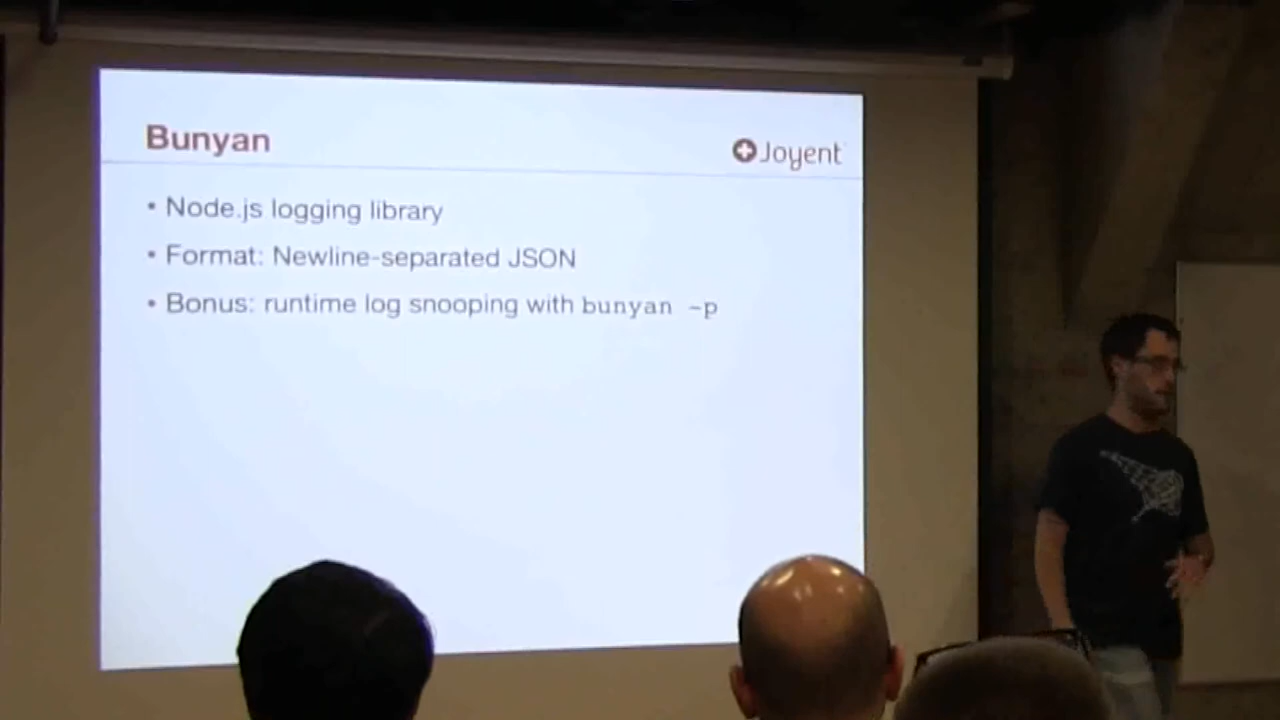 Bunyan
Joyent
• Node.js logging library
• Format: Newline-separated JSON
• Bonus: runtime log snooping with bunyan -p